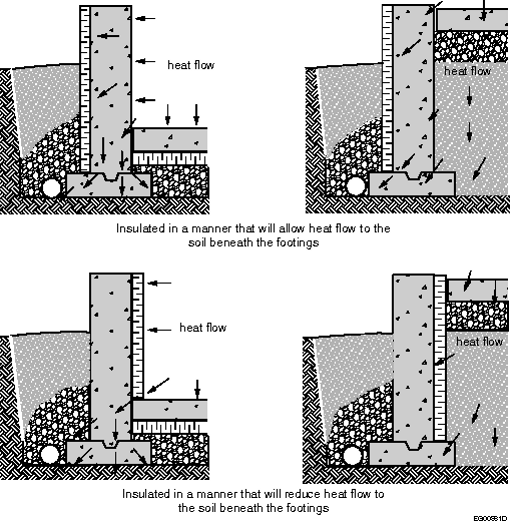 heat flow
heat flow
Insulated in a manner that will allow heat flow to the
soil beneath the footings
heat flow
heat flow
Insulated in a manner that will reduce heat flow to
the soil beneath the footings
EG00581D